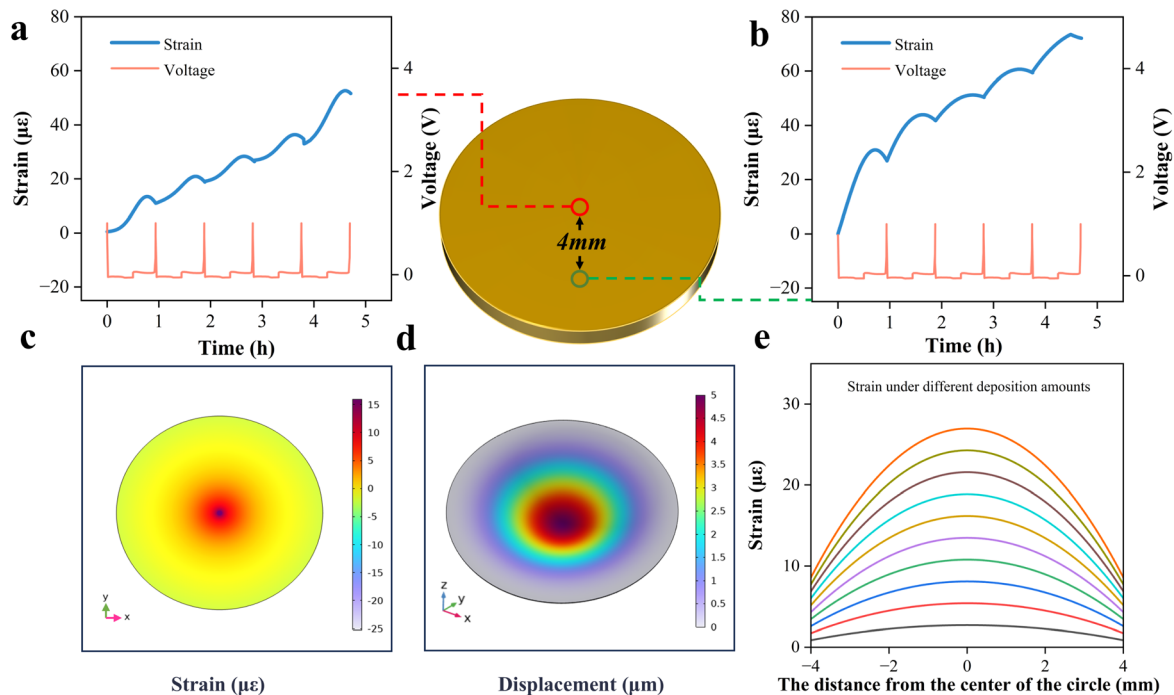 a
80
60
40
20
0
−20
Strain (με)
Strain
Voltage
4
2
0
Voltage (V)
0 1 2 3 4 5
Time (h)
4mm
b
80
60
40
20
0
−20
Strain (με)
Strain
Voltage
4
2
0
Voltage (V)
0 1 2 3 4 5
Time (h)
c
15
10
5
0
-5
-10
-15
-20
-25
y
x
Strain (με)
d
5
4.5
4
3.5
3
2.5
2
1.5
1
0.5
0
z
y
x
Displacement (μm)
e
Strain under different deposition amounts
30
20
10
0
Strain (με)
−4 −2 0 2 4
The distance from the center of the circle (mm)